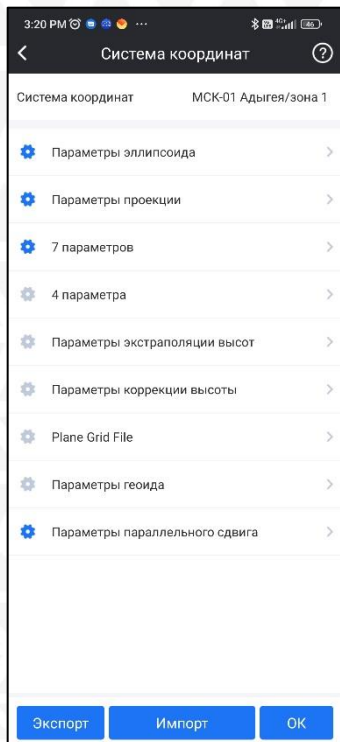 3:20 PM ...
Система координат
Система координат МСК-01 Адыгея/зона 1
Параметры эллипсоида
Параметры проекции
7 параметров
4 параметра
Параметры экстраполяции высот
Параметры коррекции высоты
Plane Grid File
Параметры геоида
Параметры параллельного сдвига
Экспорт Импорт ОК